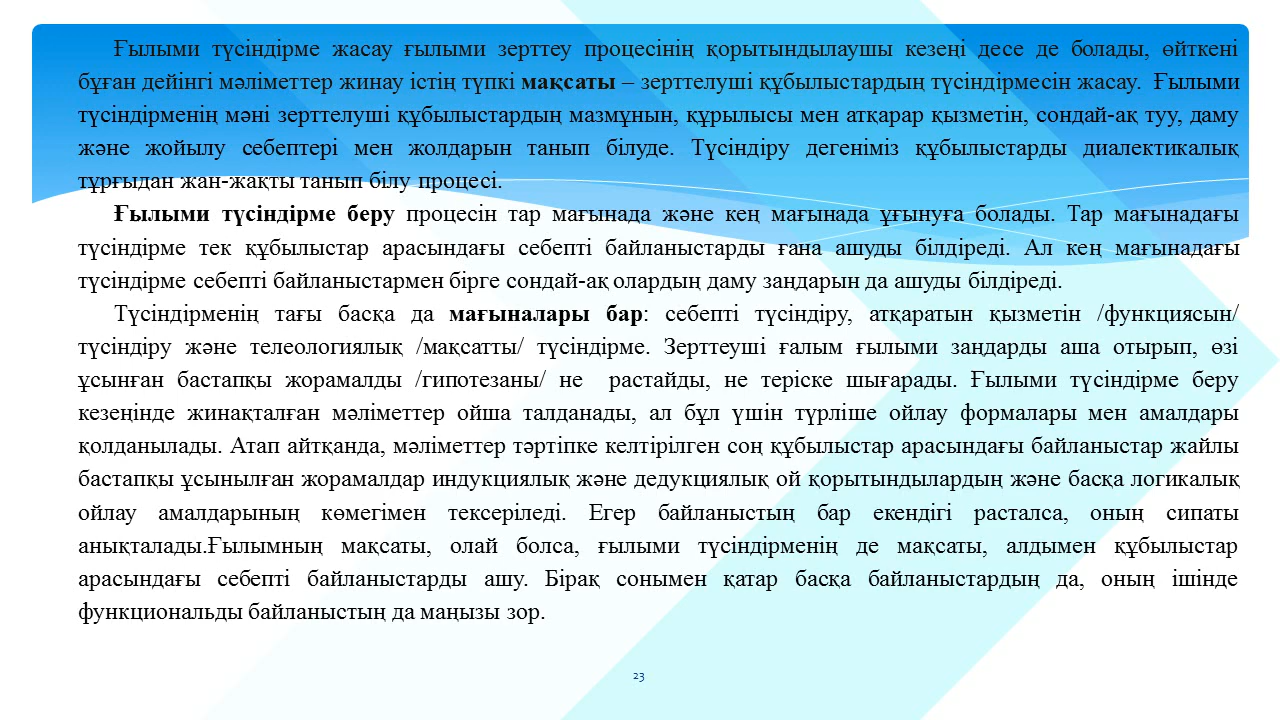 Ғылыми түсіндірме жасау ғылыми зерттеу процесінің қорытындылаушы кезеңі десе де болады, өйткені
бұған дейінгі мәліметтер жинау істің түпкі мақсаты – зерттелуші құбылыстардың түсіндірмесін жасау. Ғылыми
түсіндірменің мәні зерттелуші құбылыстардың мазмұнын, құрылысы мен атқарар қызметін, сондай-ақ туу, даму
және жойылу себептері мен жолдарын танып білуде. Түсіндіру дегеніміз құбылыстарды диалектикалық
тұрғыдан жан-жақты танып білу процесі.
Ғылыми түсіндірме беру процесін тар мағынада және кең мағынада ұғынуға болады. Тар мағынадағы
түсіндірме тек құбылыстар арасындағы себепті байланыстарды ғана ашуды білдіреді. Ал кең мағынадағы
түсіндірме себепті байланыстармен бірге сондай-ақ олардың даму заңдарын да ашуды білдіреді.
Түсіндірменің тағы басқа да мағыналары бар: себепті түсіндіру, атқаратын қызметін /функциясын/
түсіндіру және телеологиялық /мақсатты/ түсіндірме. Зерттеуші ғалым ғылыми заңдарды аша отырып, өзі
ұсынған бастапқы жорамалды /гипотезаны/ не растайды, не теріске шығарады. Ғылыми түсіндірме беру
кезеңінде жинақталған мәліметтер ойша талданады, ал бұл үшін түрліше ойлау формалары мен амалдары
қолданылады. Атап айтқанда, мәліметтер тәртіпке келтірілген соң құбылыстар арасындағы байланыстар жайлы
бастапқы ұсынылған жорамалдар индукциялық және дедукциялық ой қорытындылардың және басқа логикалық
ойлау амалдарының көмегімен тексеріледі. Егер байланыстың бар екендігі расталса, оның сипаты
анықталады.Ғылымның мақсаты, олай болса, ғылыми түсіндірменің де мақсаты, алдымен құбылыстар
арасындағы себепті байланыстарды ашу. Бірақ сонымен қатар басқа байланыстардың да, оның ішінде
функциональды байланыстың да маңызы зор.
23